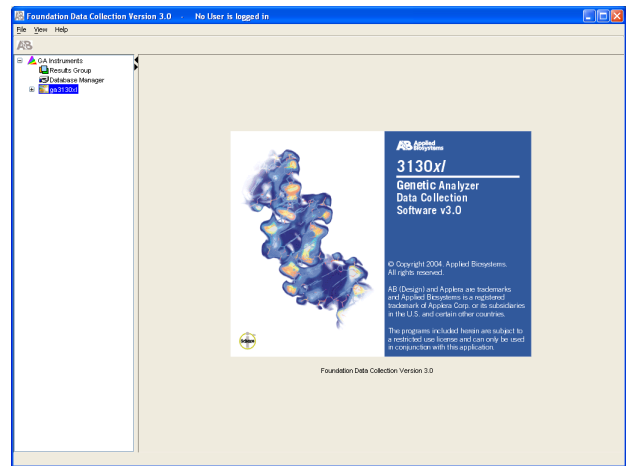 Foundation Data Collection Version 3.0 - No User is logged in
File View Help
AB
GA Instruments
Results Group
Database Manager
ga3130xl
AB Applied Biosystems
3130xl
Genetic Analyzer
Data Collection
Software v3.0
© Copyright 2004. Applied Biosystems.
All rights reserved.
AB (Design) and Applera are trademarks
and Applied Biosystems is a registered
trademark of Applera Corp. or its subsidiaries
in the U.S. and certain other countries.
The programs included herein are subject to
a restricted use license and can only be used
in conjunction with this application.
Foundation Data Collection Version 3.0